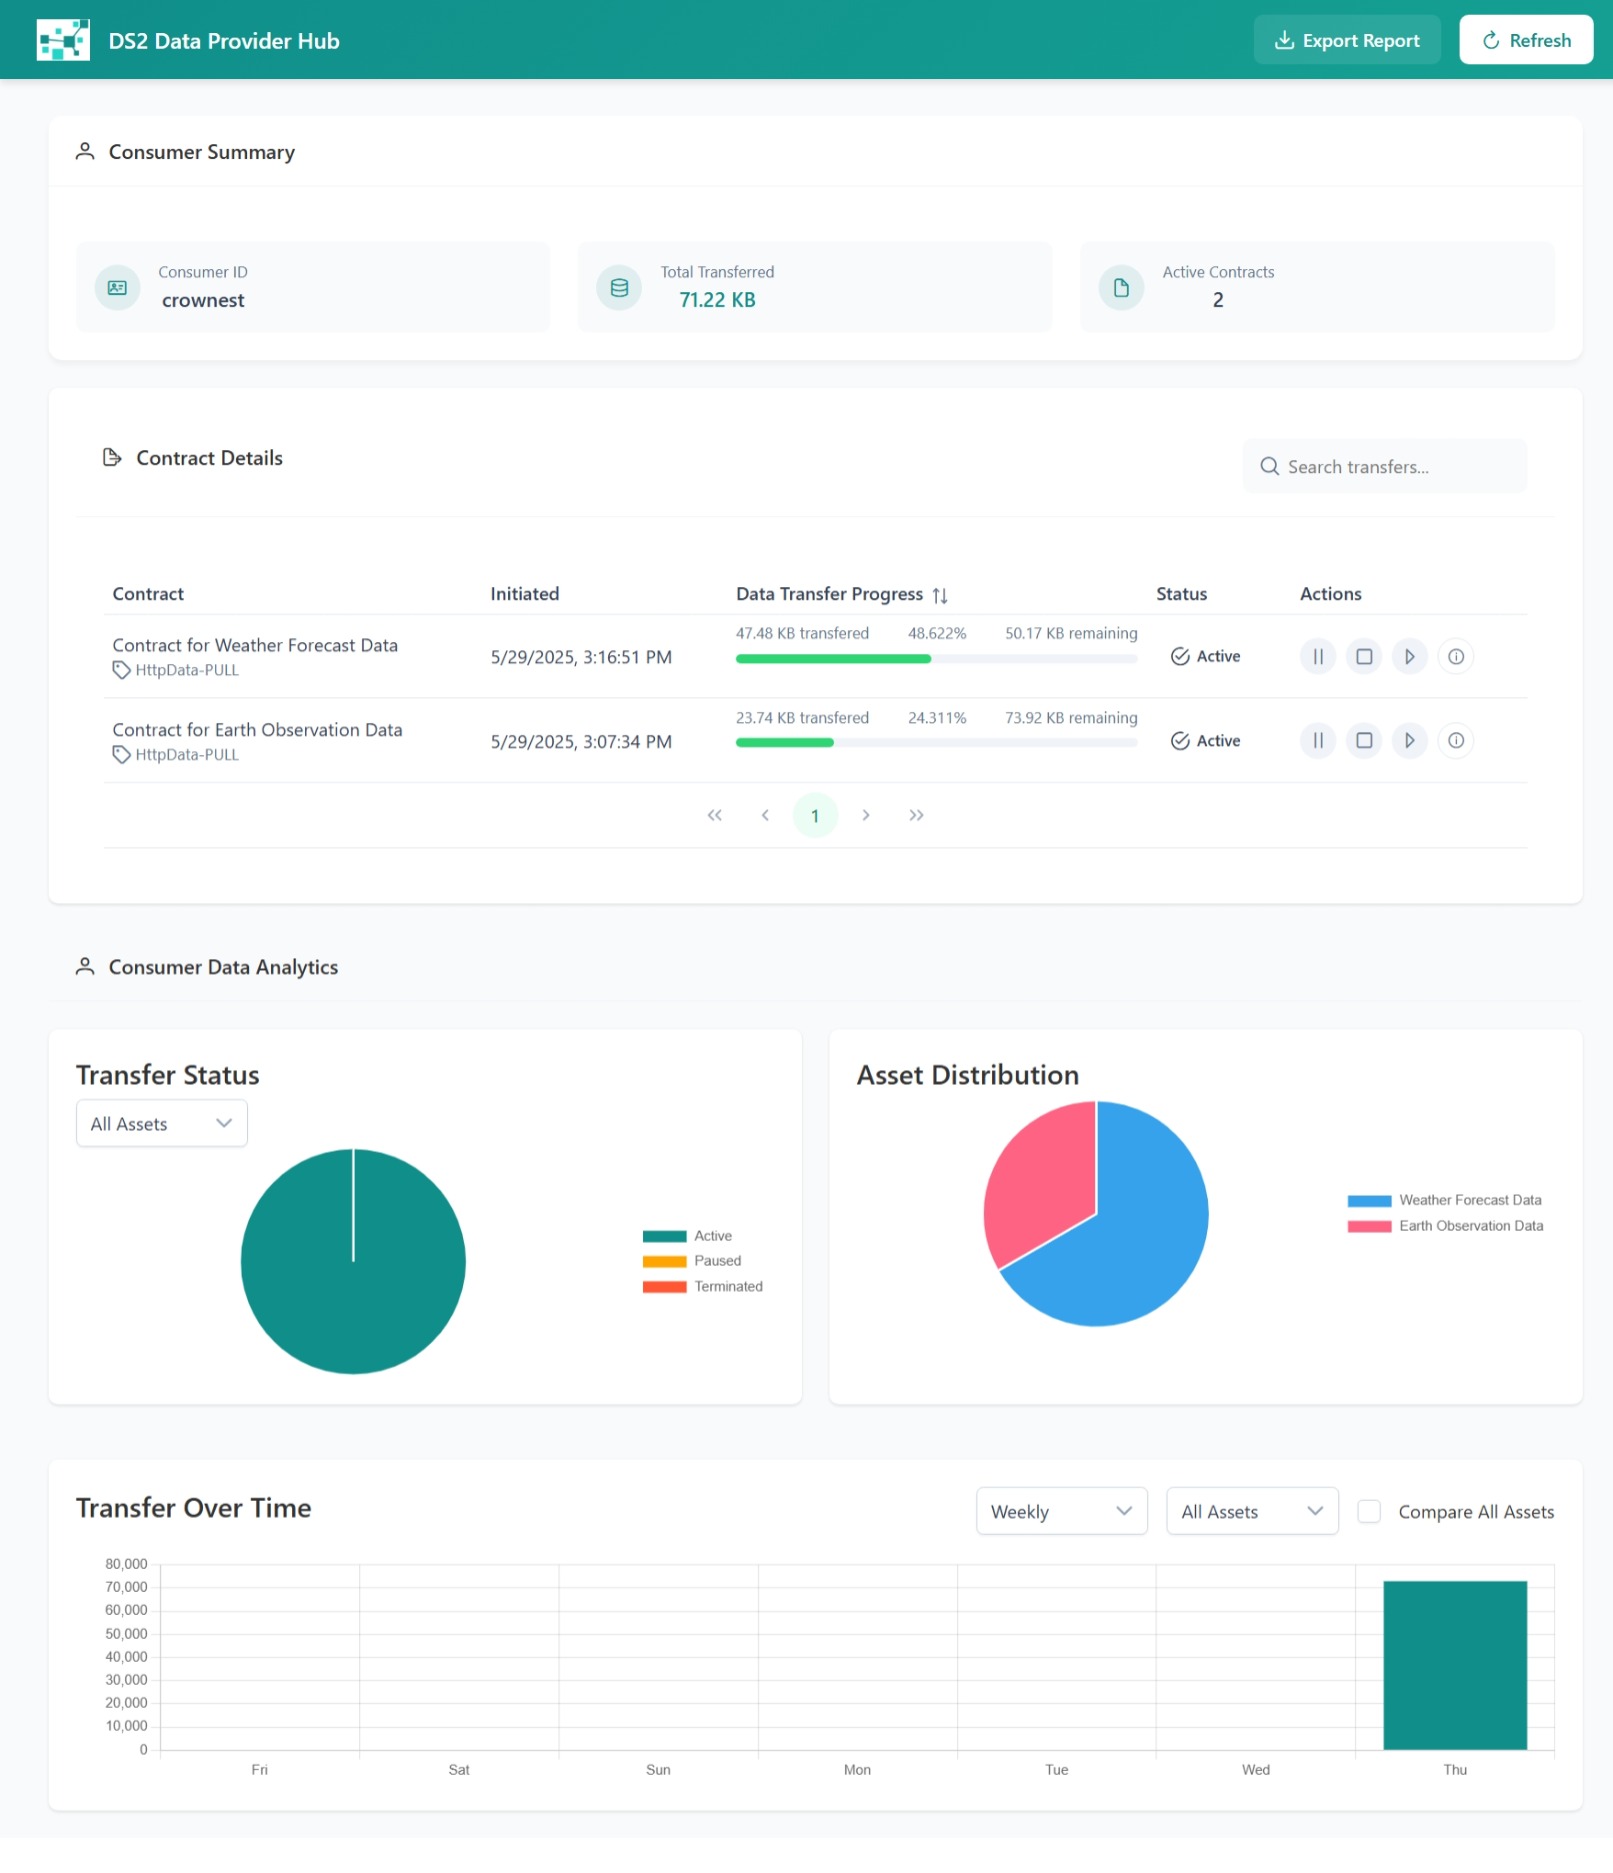 DS2 Data Provider Hub
Export Report
Refresh
Consumer Summary
Consumer ID
crownest
Total Transferred
71.22 KB
Active Contracts
2
Contract Details
Search transfers...
Contract Initiated Data Transfer Progress Status Actions
47.48 KB transfered 48.622% 50.17 KB remaining
Contract for Weather Forecast Data
5/29/2025, 3:16:51 PM
Active
HttpData-PULL
23.74 KB transfered 24.311% 73.92 KB remaining
Contract for Earth Observation Data
5/29/2025, 3:07:34 PM
Active
HttpData-PULL
1
Consumer Data Analytics
Transfer Status
All Assets
Active
Paused
Terminated
Asset Distribution
Weather Forecast Data
Earth Observation Data
Transfer Over Time
Weekly
All Assets
Compare All Assets
80,000
70,000
60,000
50,000
40,000
30,000
20,000
10,000
0
Fri Sat Sun Mon Tue Wed Thu